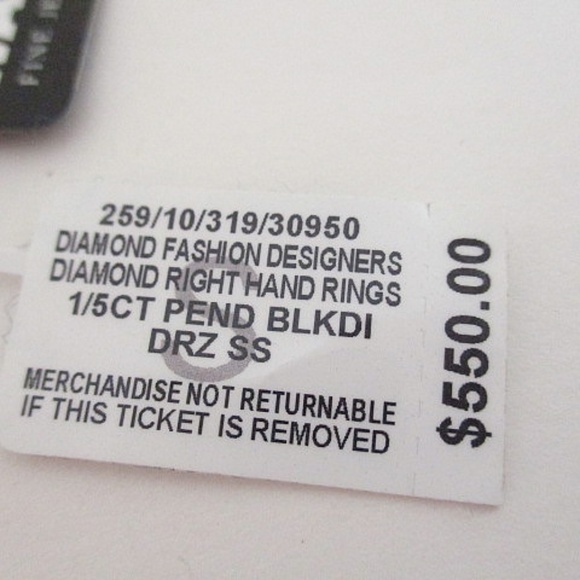 FINE
259/10/319/30950
DIAMOND FASHION DESIGNERS
DIAMOND RIGHT HAND RINGS
1/5CT PEND BLKDI
DRZ SS
MERCHANDISE NOT RETURNABLE
IF THIS TICKET IS REMOVED
$550.00
S